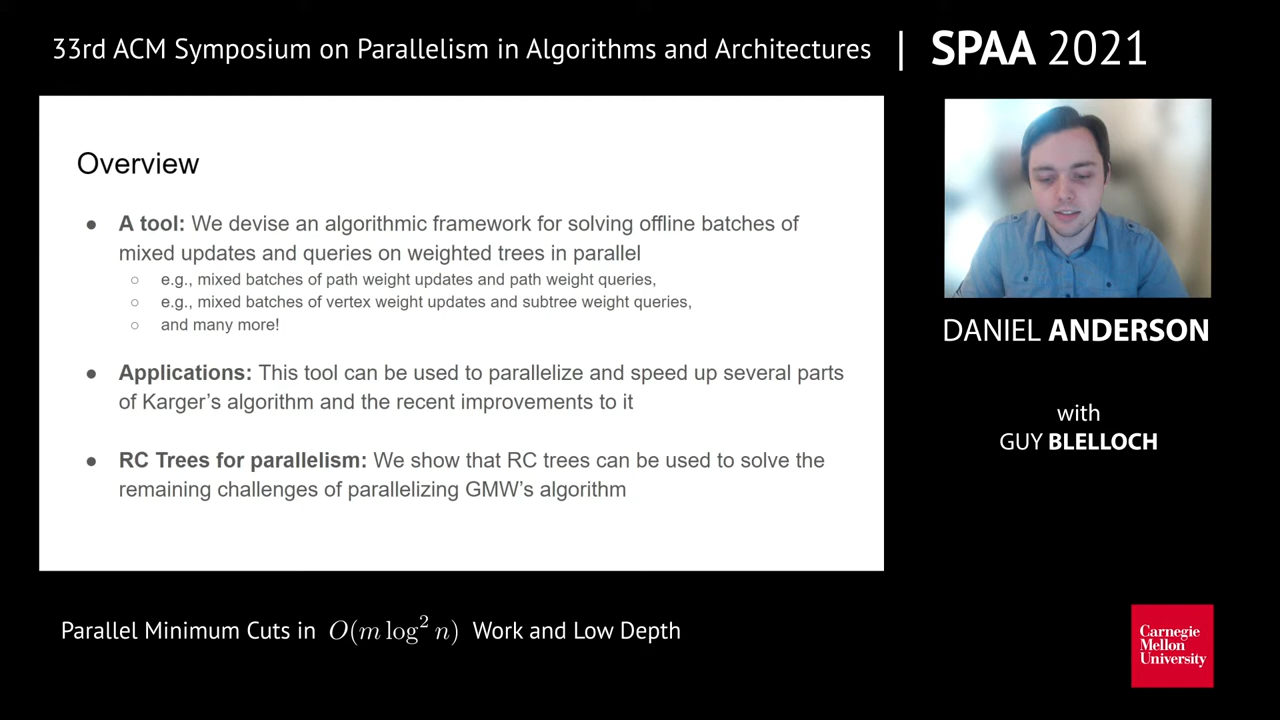 33rd ACM Symposium on Parallelism in Algorithms and Architectures | SPAA 2021
Overview
● A tool: We devise an algorithmic framework for solving offline batches of
mixed updates and queries on weighted trees in parallel
○ e.g., mixed batches of path weight updates and path weight queries,
○ e.g., mixed batches of vertex weight updates and subtree weight queries,
○ and many more!
● Applications: This tool can be used to parallelize and speed up several parts
of Karger's algorithm and the recent improvements to it
● RC Trees for parallelism: We show that RC trees can be used to solve the
remaining challenges of parallelizing GMW's algorithm
DANIEL ANDERSON
with
GUY BLELLOCH
Parallel Minimum Cuts in O(m log² n) Work and Low Depth
Carnegie
Mellon
University